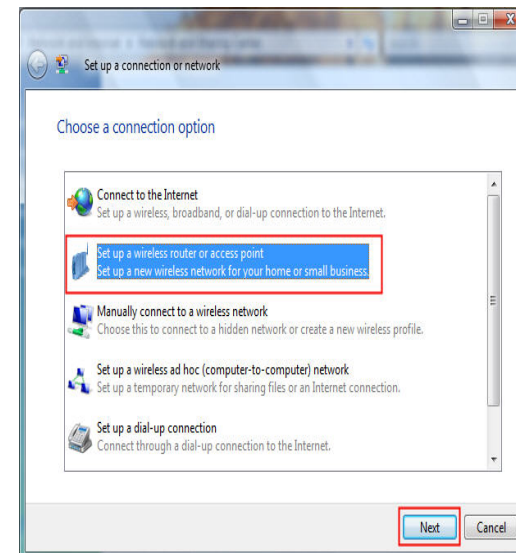 Set up a connection or network
Choose a connection option
Connect to the Internet
Set up a wireless, broadband, or dial-up connection to the Internet.
Set up a wireless router or access point
Set up a new wireless network for your home or small business.
Manually connect to a wireless network
Choose this to connect to a hidden network or create a new wireless profile.
Set up a wireless ad hoc (computer-to-computer) network
Set up a temporary network for sharing files or an Internet connection.
Set up a dial-up connection
Connect through a dial-up connection to the Internet.
Next
Cancel